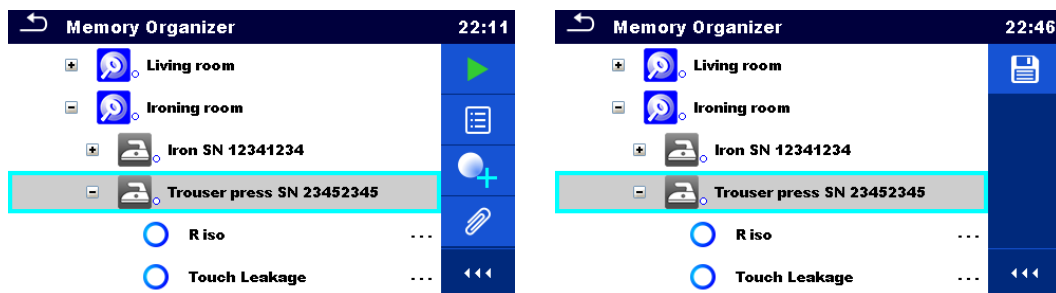 Memory Organizer 22:11
Living room
Ironing room
Iron SN 12341234
Trouser press SN 23452345
R iso ---
Touch Leakage ---
Memory Organizer 22:46
Living room
Ironing room
Iron SN 12341234
Trouser press SN 23452345
R iso ---
Touch Leakage ---